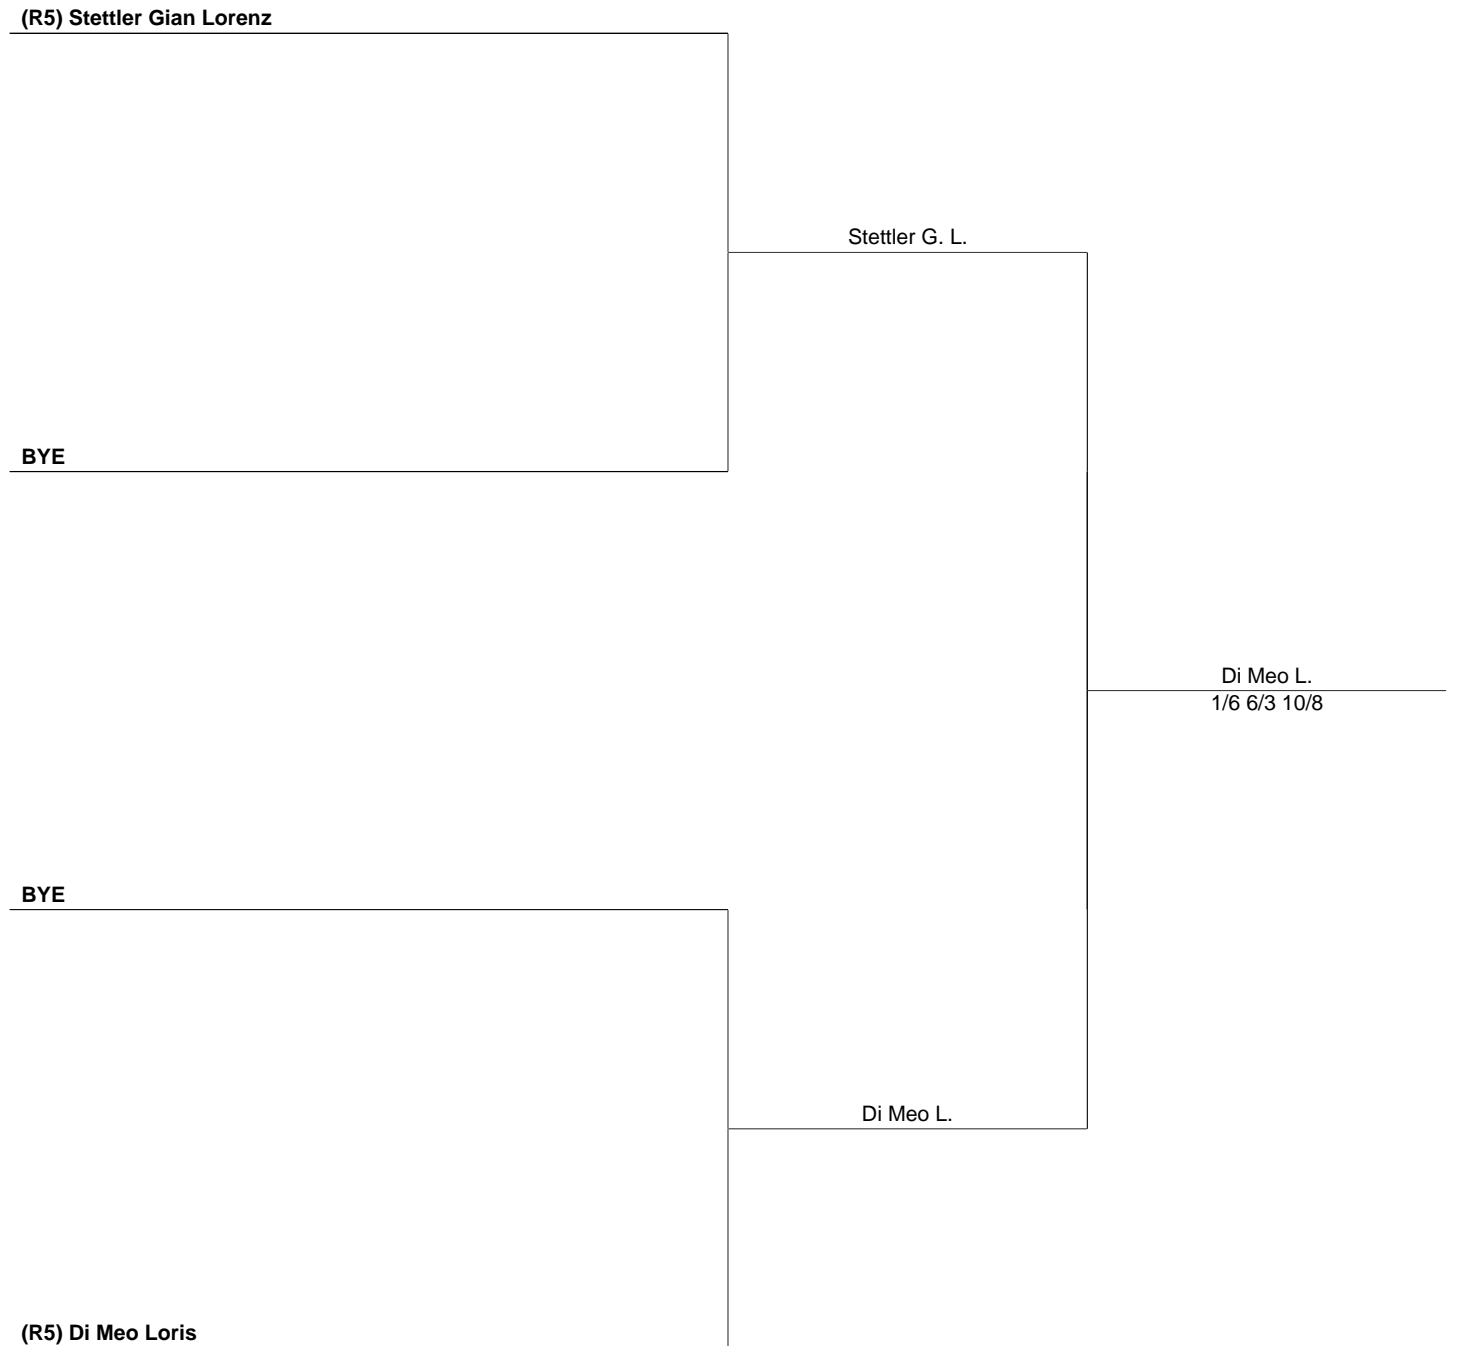 (R5) Stettler Gian Lorenz
Stettler G. L.
BYE
Di Meo L.
1/6 6/3 10/8
BYE
Di Meo L.
(R5) Di Meo Loris